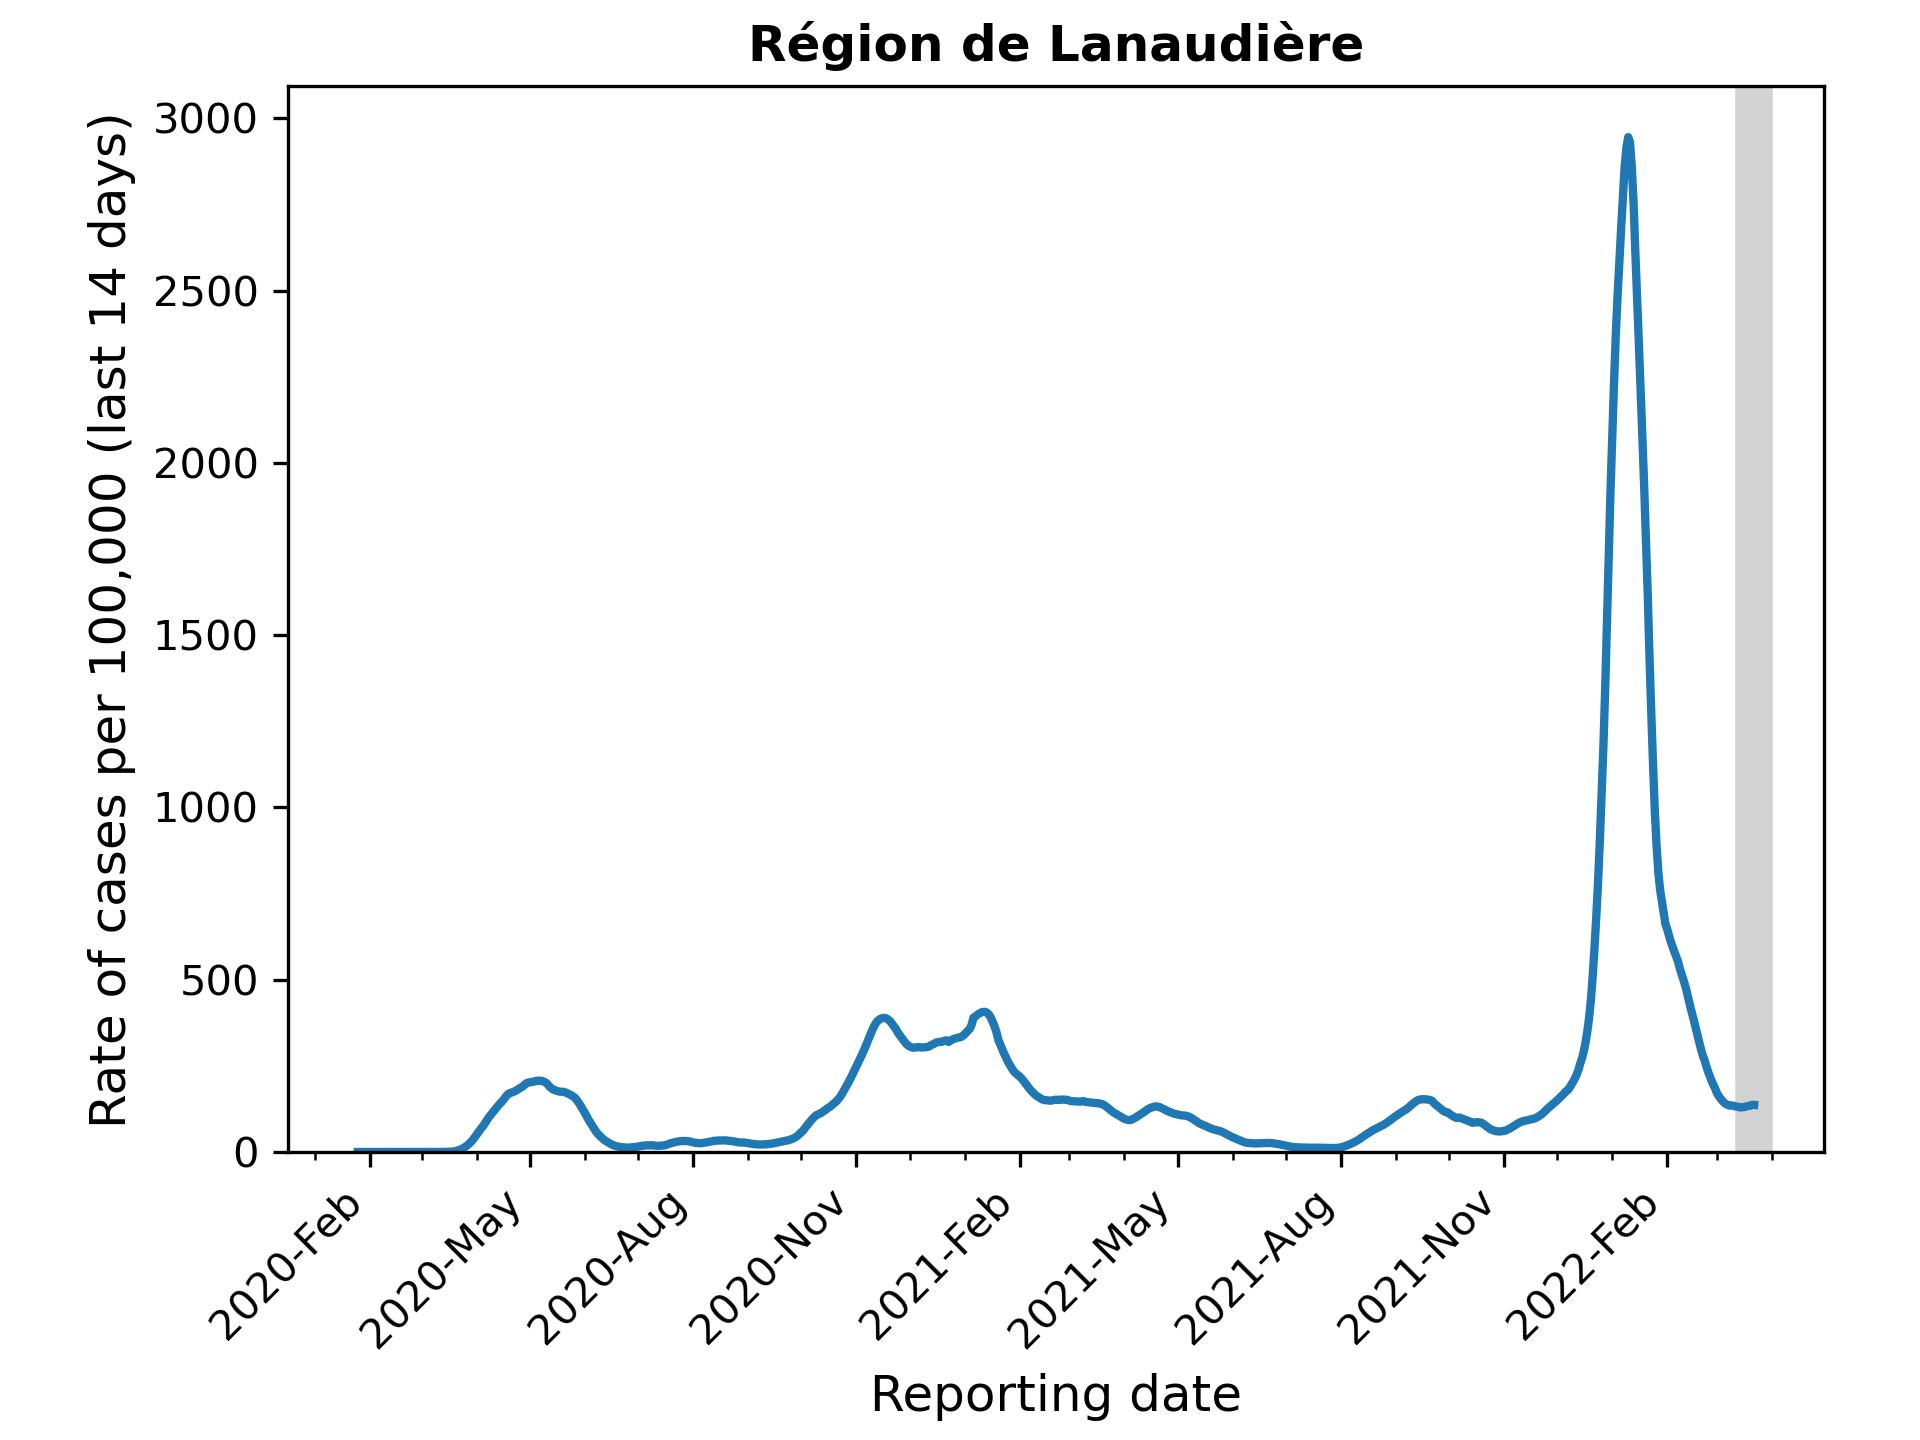 Région de Lanaudière
Rate of cases per 100,000 (last 14 days)
3000
2500
2000
1500
1000
500
0
2020-Feb
2020-May
2020-Aug
2020-Nov
2021-Feb
2021-May
2021-Aug
2021-Nov
2022-Feb
Reporting date